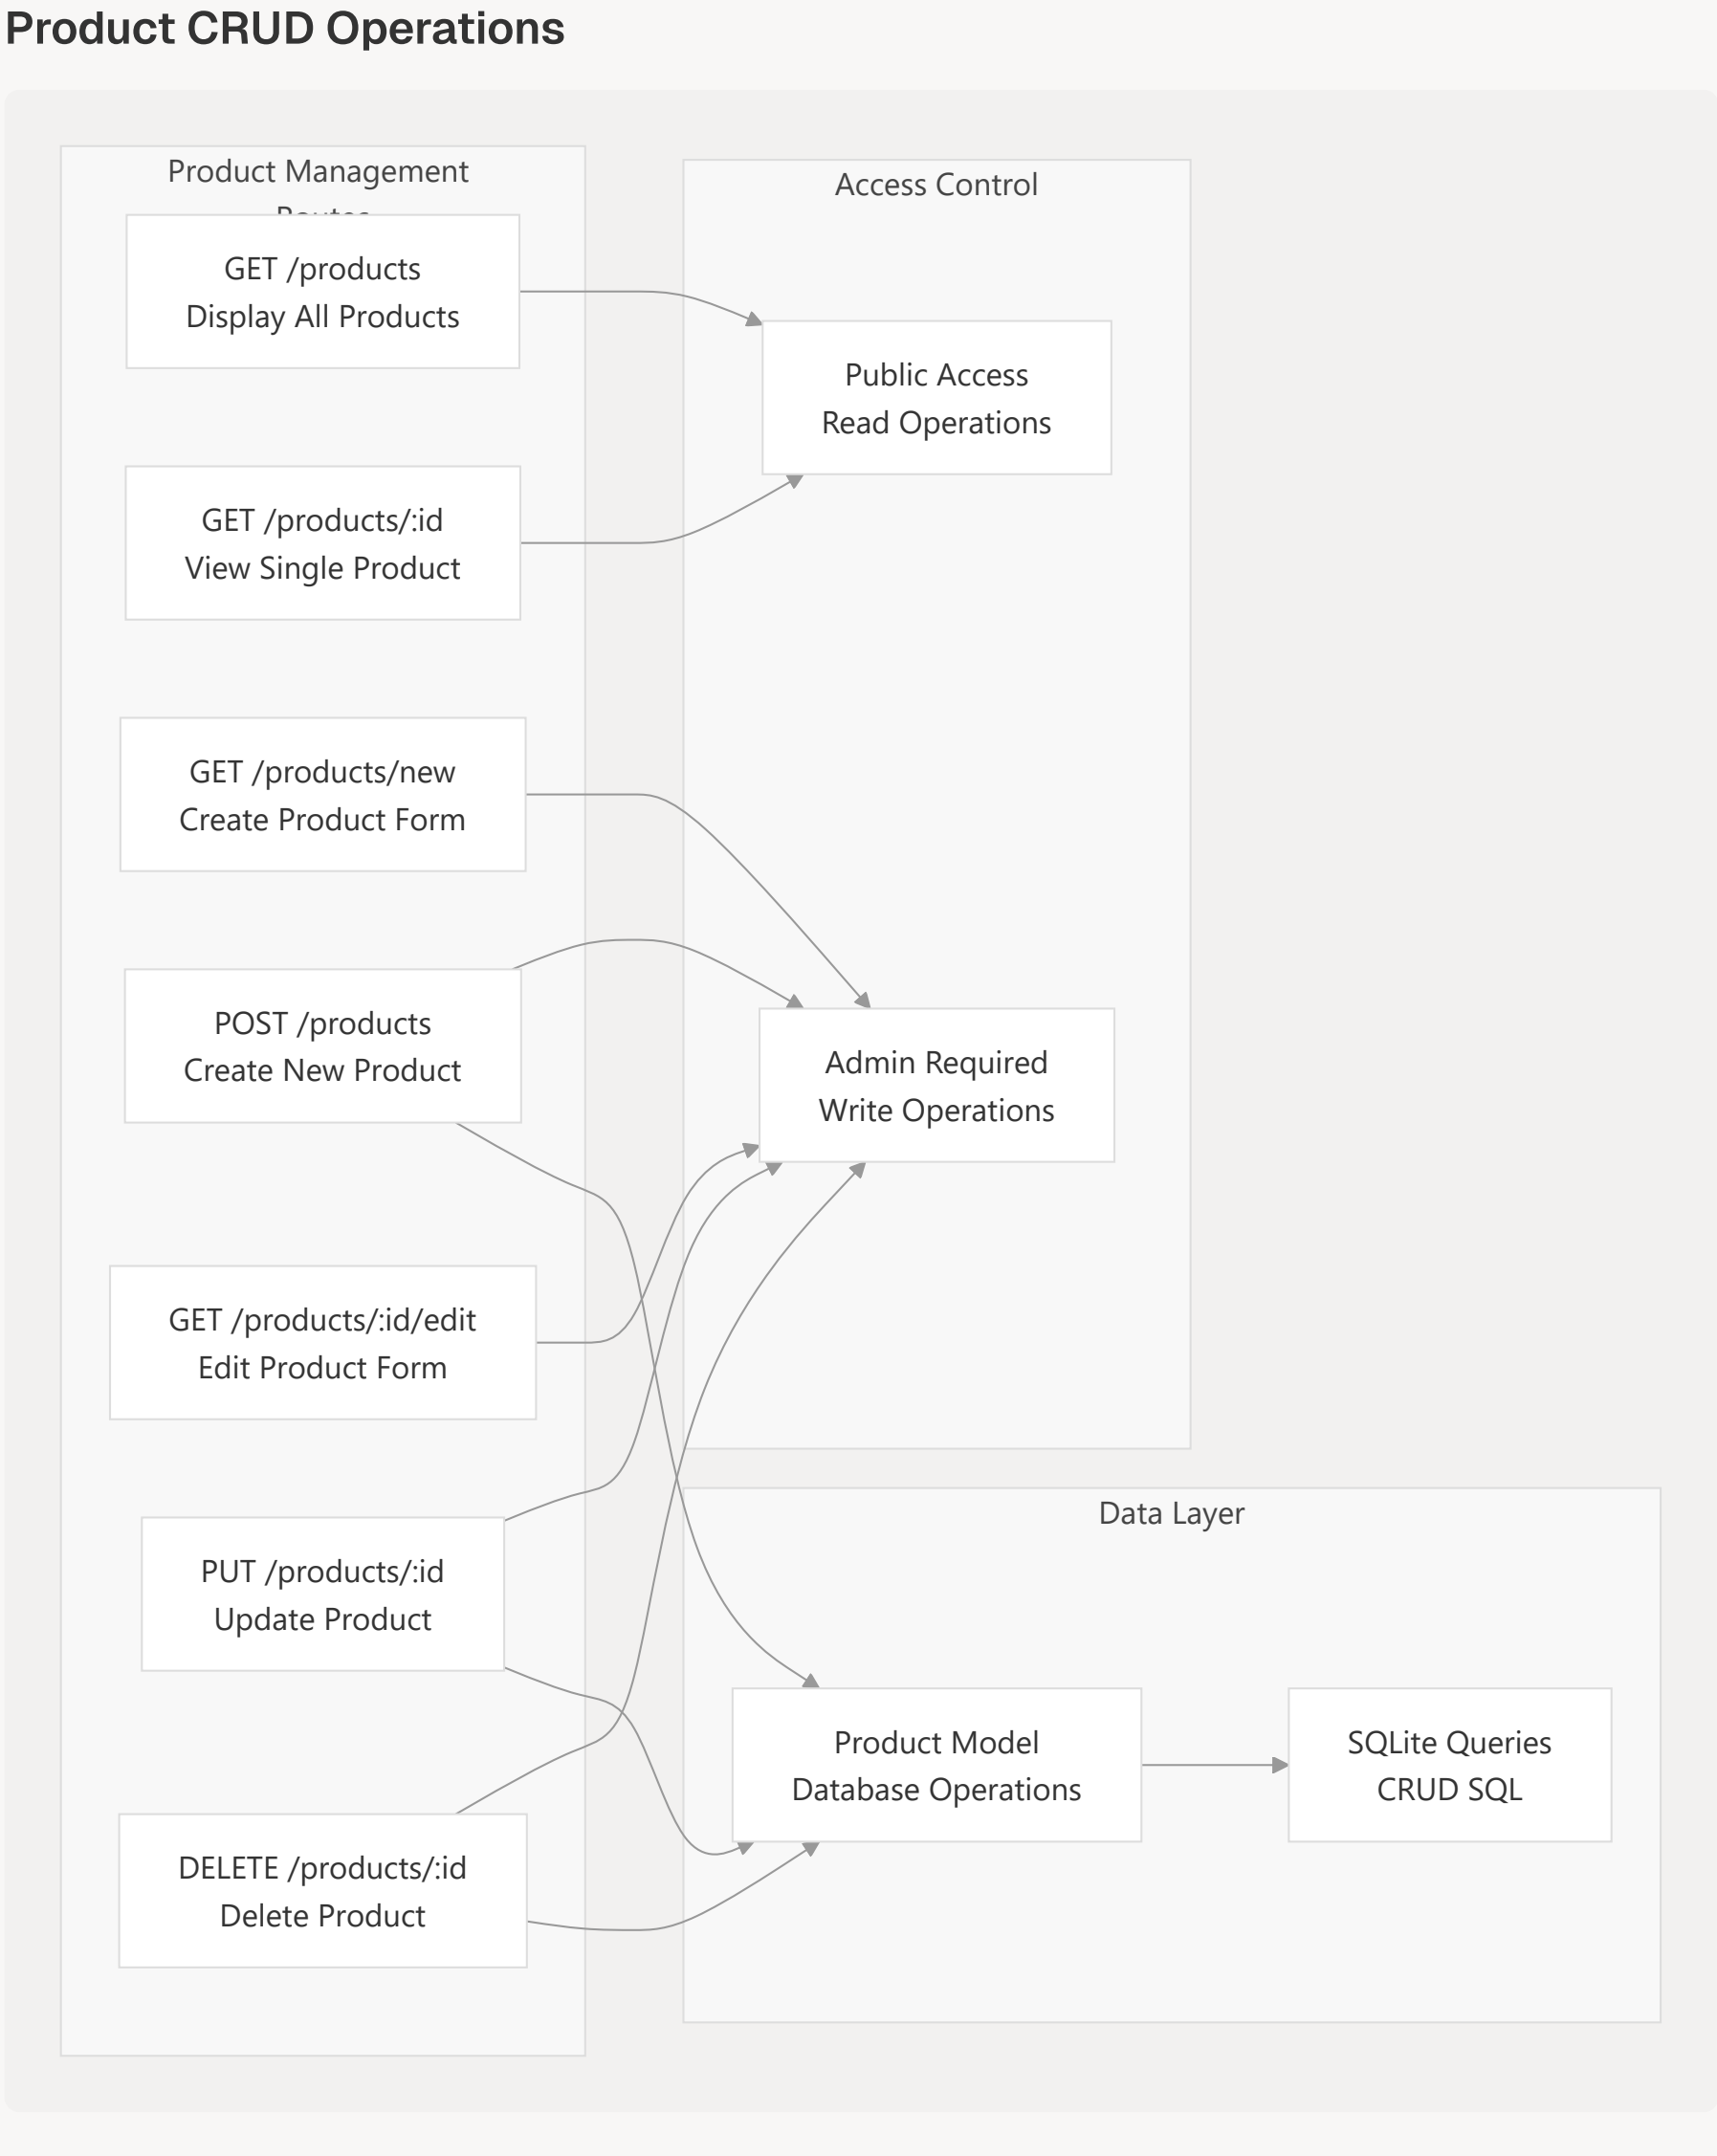 Product CRUD Operations
Product Management
Routes
GET /products
Display All Products
GET /products/:id
View Single Product
GET /products/new
Create Product Form
POST /products
Create New Product
GET /products/:id/edit
Edit Product Form
PUT /products/:id
Update Product
DELETE /products/:id
Delete Product
Access Control
Public Access
Read Operations
Admin Required
Write Operations
Data Layer
Product Model
Database Operations
SQLite Queries
CRUD SQL